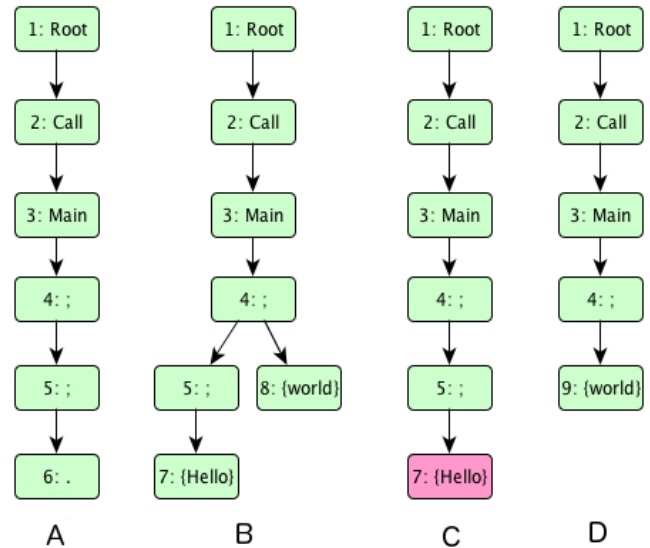 1: Root 1: Root 1: Root 1: Root
2: Call 2: Call 2: Call 2: Call
3: Main 3: Main 3: Main 3: Main
4: ; 4: ; 4: ; 4: ;
5: ; 5: ; 8: {world} 5: ; 9: {world}
6: . 7: {Hello} 7: {Hello}
A B C D